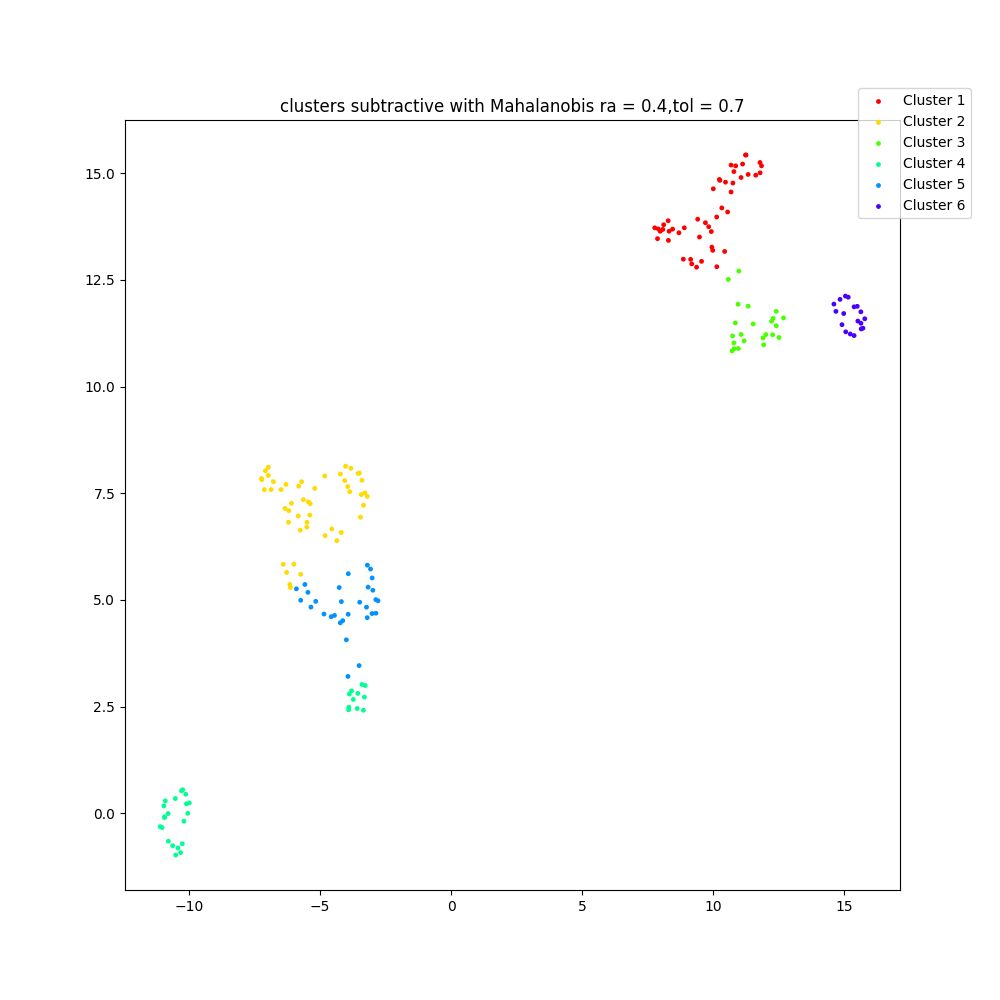 clusters subtractive with Mahalanobis ra = 0.4,tol = 0.7
Cluster 1
Cluster 2
Cluster 3
Cluster 4
Cluster 5
Cluster 6
15.0
12.5
10.0
7.5
5.0
2.5
0.0
−10 −5 0 5 10 15